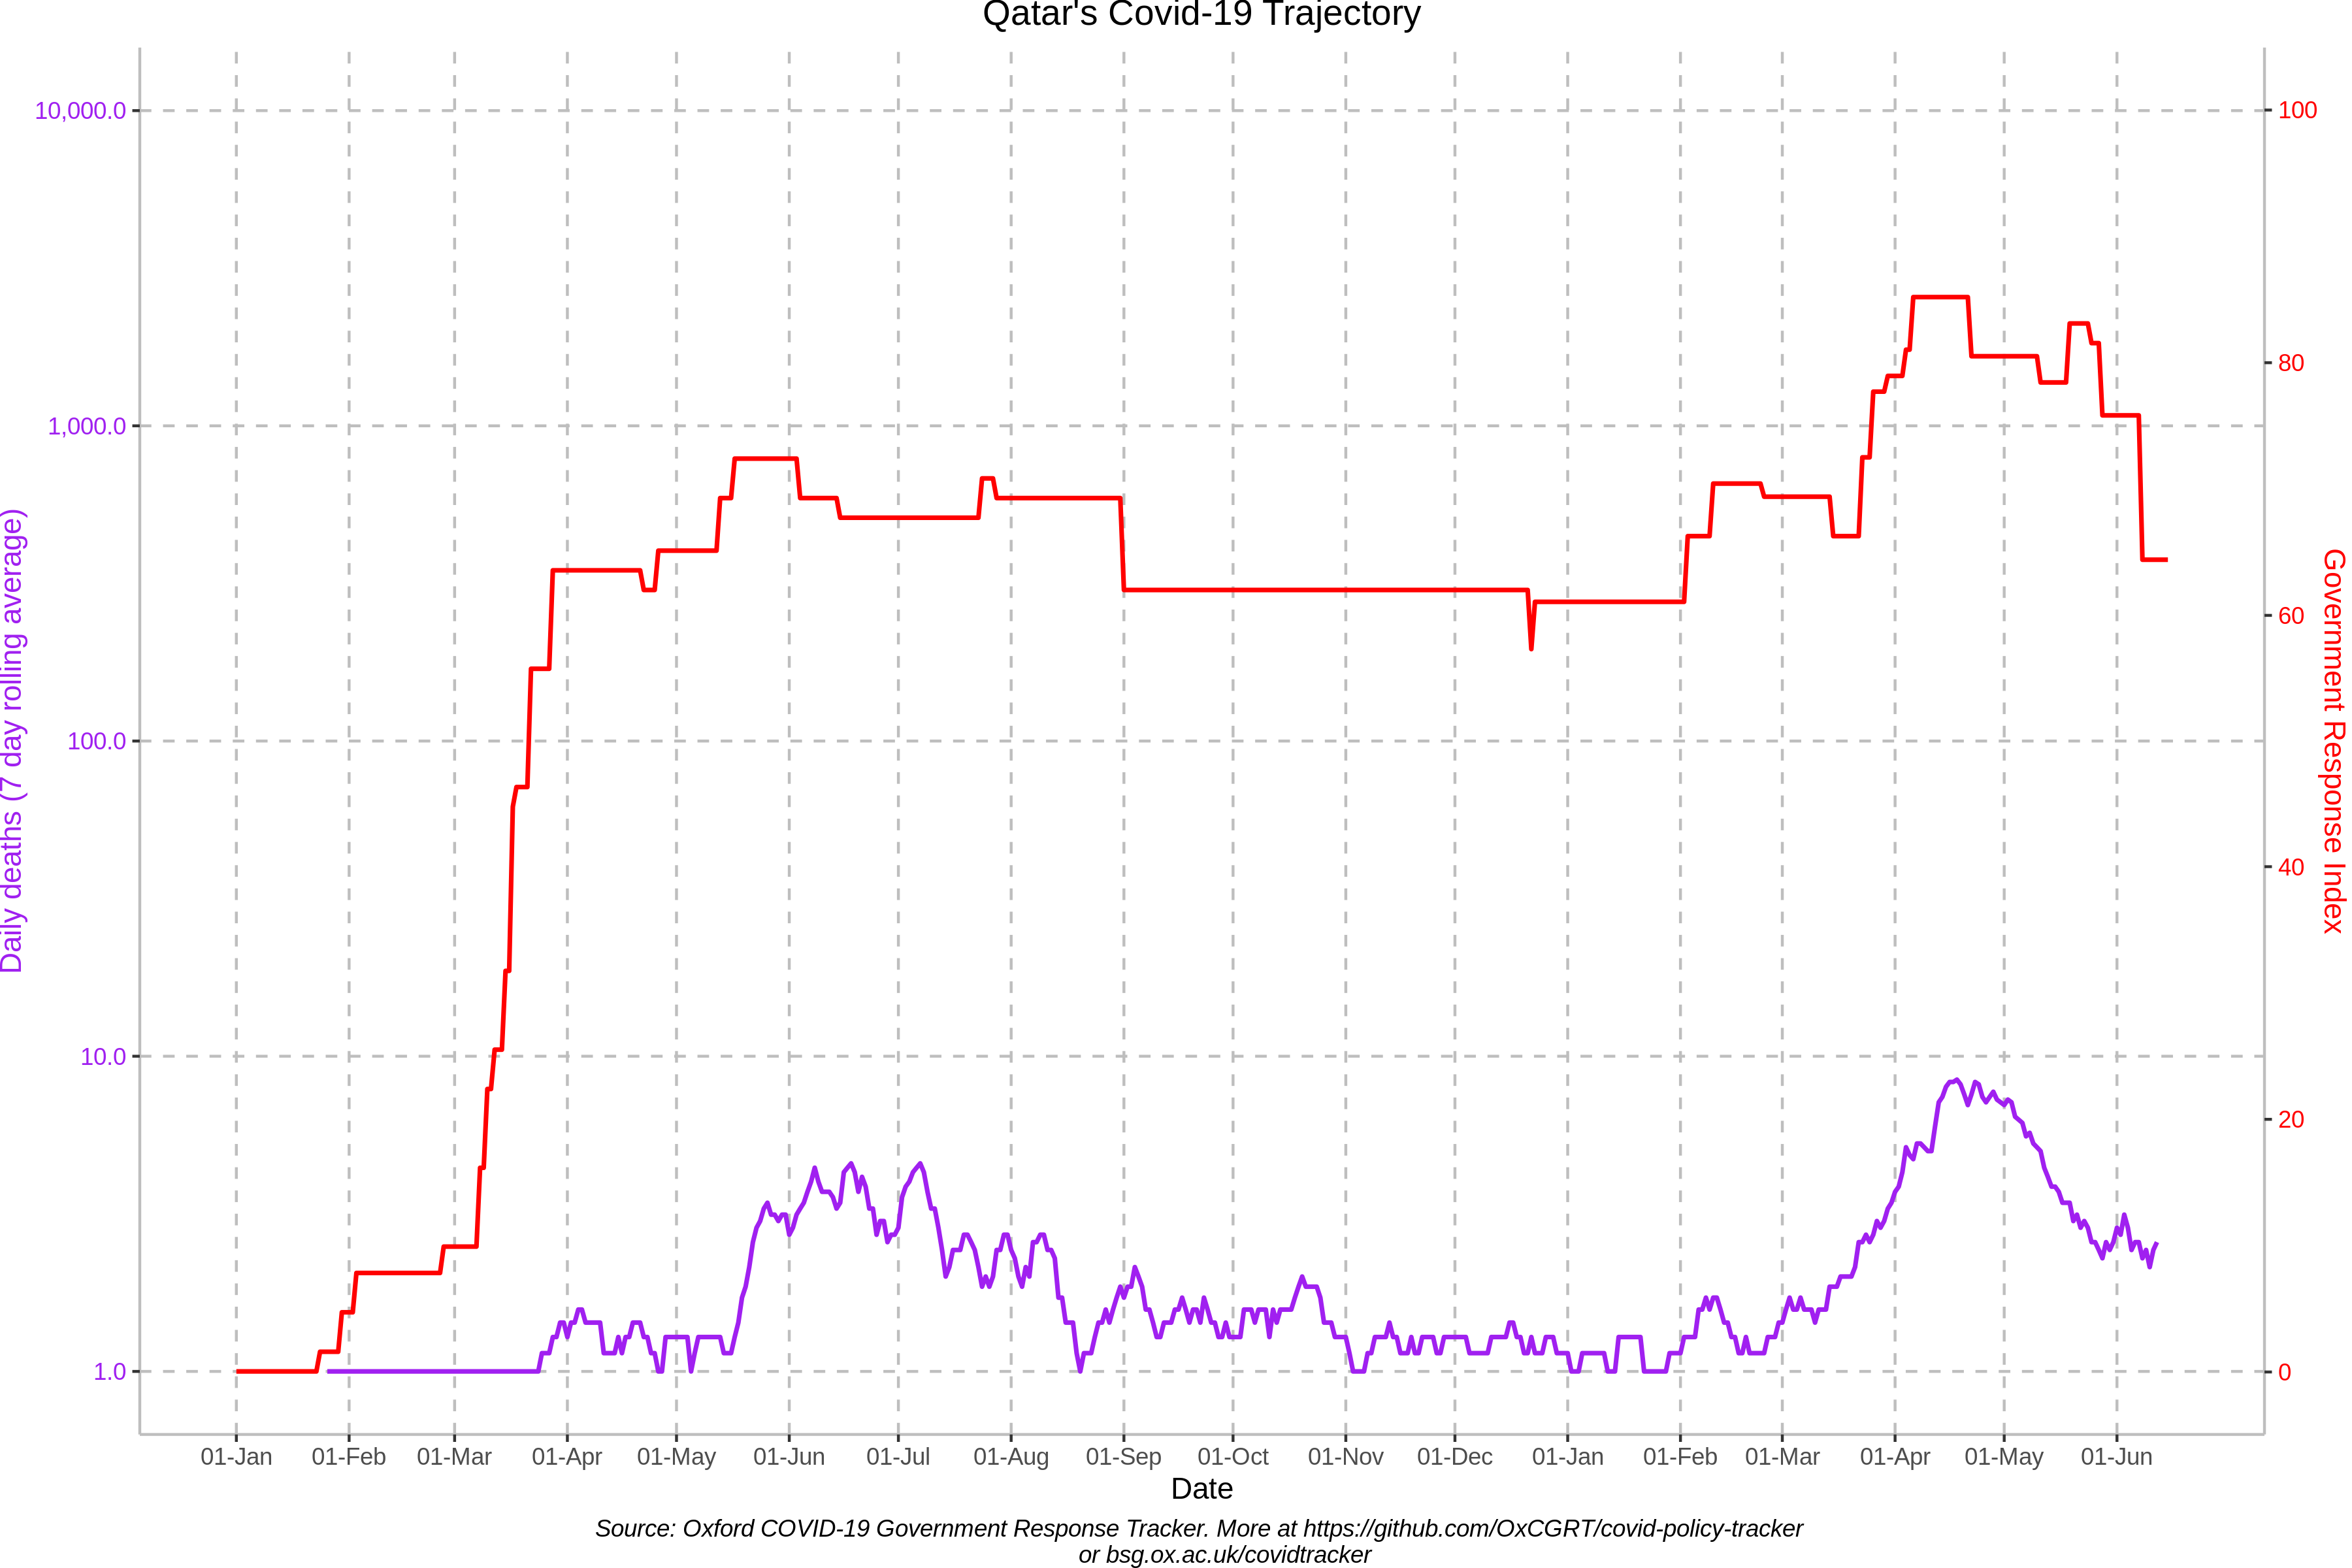 Qatar's Covid-19 Trajectory
10,000.0
1,000.0
100.0
10.0
1.0
Daily deaths (7 day rolling average)
100
80
60
40
20
0
Government Response Index
01-Jan 01-Feb 01-Mar 01-Apr 01-May 01-Jun 01-Jul 01-Aug 01-Sep 01-Oct 01-Nov 01-Dec 01-Jan 01-Feb 01-Mar 01-Apr 01-May 01-Jun
Date
Source: Oxford COVID-19 Government Response Tracker. More at https://github.com/OxCGRT/covid-policy-tracker
or bsg.ox.ac.uk/covidtracker